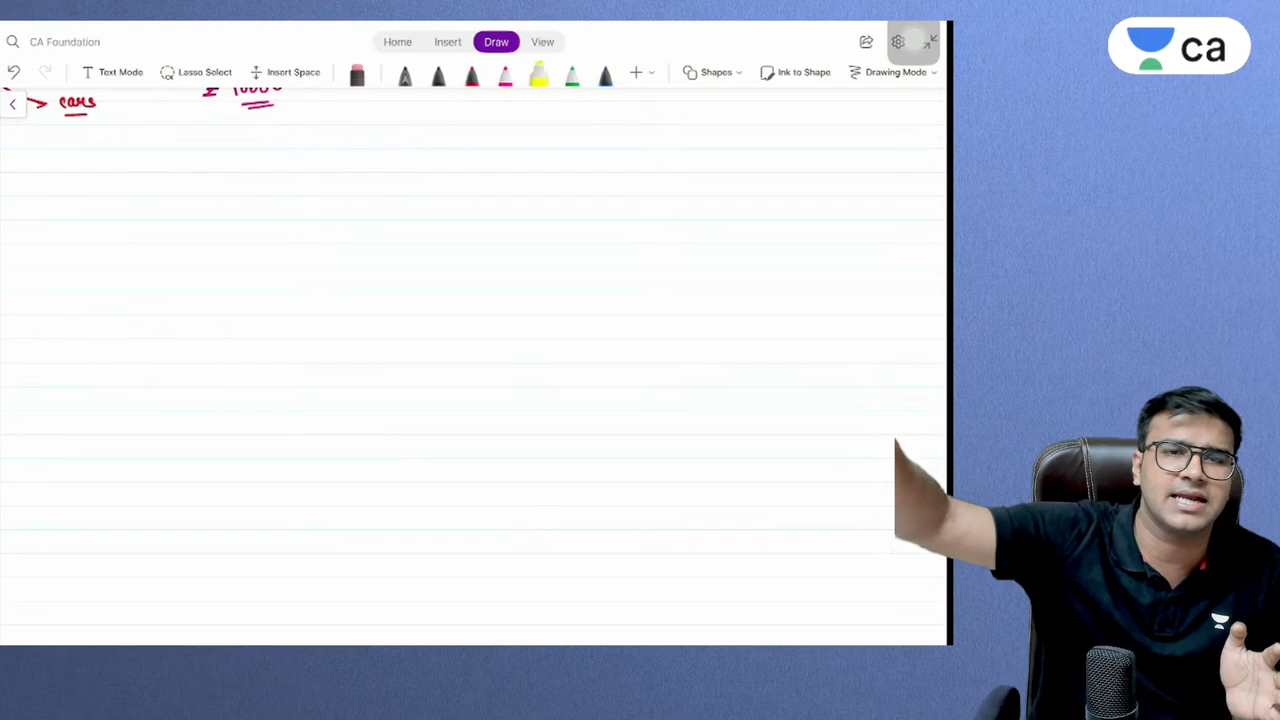 CA Foundation
Home Insert Draw View
ca
Text Mode Lasso Select Insert Space Shapes Ink to Shape Drawing Mode
cars